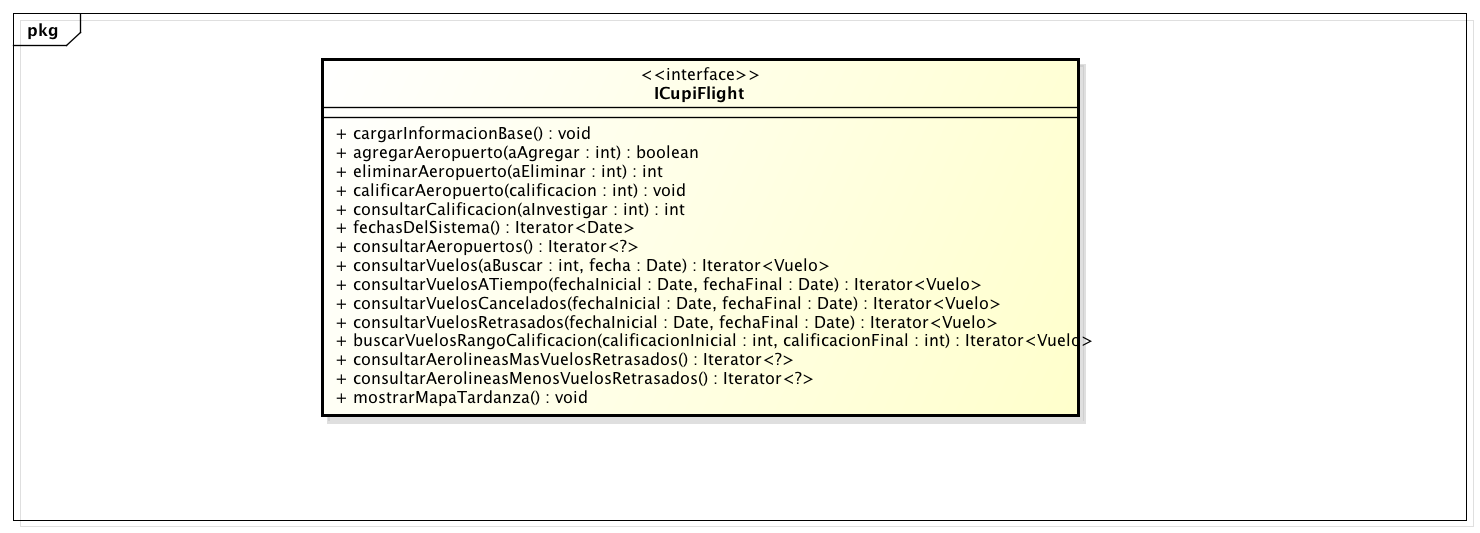 pkg
<<interface>>
ICupiFlight
+ cargarInformacionBase() : void
+ agregarAeropuerto(aAgregar : int) : boolean
+ eliminarAeropuerto(aEliminar : int) : int
+ calificarAeropuerto(calificacion : int) : void
+ consultarCalificacion(aInvestigar : int) : int
+ fechasDelSistema() : Iterator<Date>
+ consultarAeropuertos() : Iterator<?>
+ consultarVuelos(aBuscar : int, fecha : Date) : Iterator<Vuelo>
+ consultarVuelosATiempo(fechaInicial : Date, fechaFinal : Date) : Iterator<Vuelo>
+ consultarVuelosCancelados(fechaInicial : Date, fechaFinal : Date) : Iterator<Vuelo>
+ consultarVuelosRetrasados(fechaInicial : Date, fechaFinal : Date) : Iterator<Vuelo>
+ buscarVuelosRangoCalificacion(calificacionInicial : int, calificacionFinal : int) : Iterator<Vuelo>
+ consultarAerolineasMasVuelosRetrasados() : Iterator<?>
+ consultarAerolineasMenosVuelosRetrasados() : Iterator<?>
+ mostrarMapaTardanza() : void